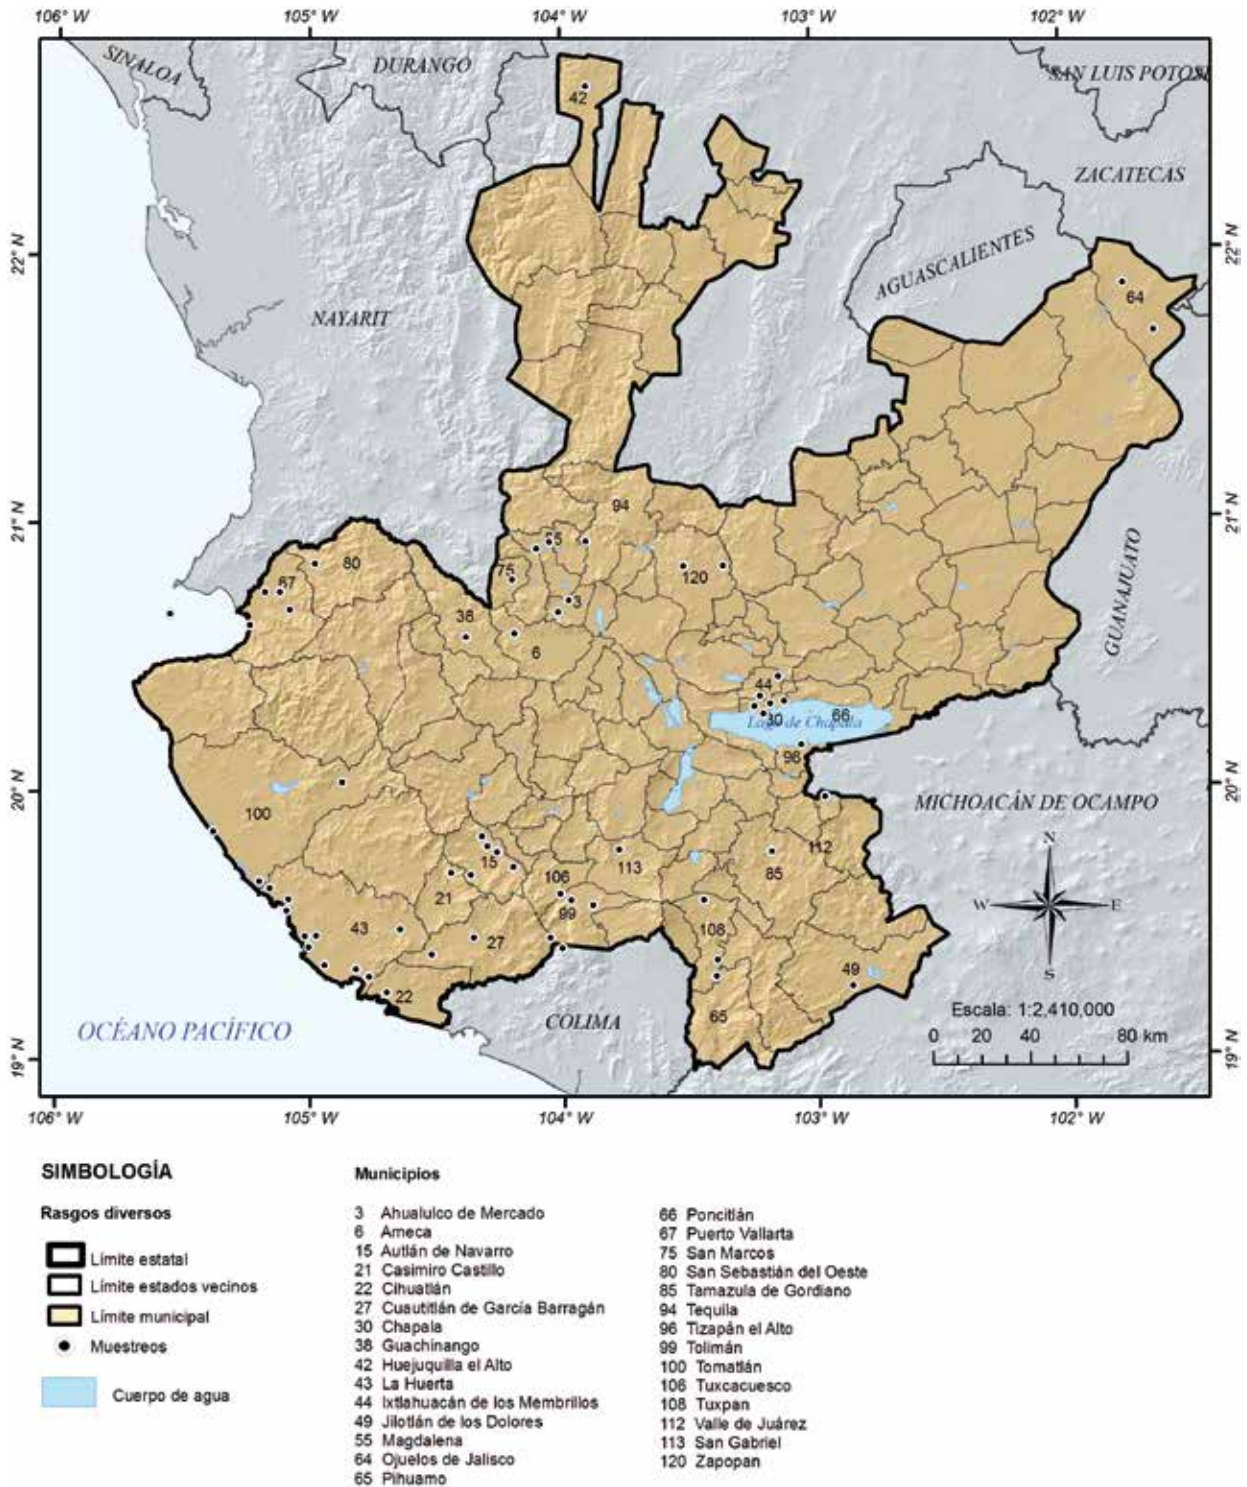 106° W 105° W 104° W 103° W 102° W
SINALOA
DURANGO
SAN LUIS POTOSÍ
42
ZACATECAS
22° N
22° N
AGUASCALIENTES
64
NAYARIT
94
21° N
21° N
55
80
75
67
120
GUANAJUATO
3
38
6
44
66
30
Lago de Chapala
96
20° N
20° N
MICHOACÁN DE OCAMPO
100
N
112
15
113
85
106
21
W E
99
43
108
27
S
49
22
Escala: 1:2,410,000
65
COLIMA
OCÉANO PACÍFICO
0 20 40 80 km
19° N
19° N
106° W 105° W 104° W 103° W 102° W
SIMBOLOGÍA
Rasgos diversos
Límite estatal
Límite estados vecinos
Límite municipal
Muestreos
Cuerpo de agua
Municipios
3 Ahualulco de Mercado
6 Ameca
15 Autlán de Navarro
21 Casimiro Castillo
22 Cihuatlán
27 Cuautitlán de García Barragán
30 Chapala
38 Guachinango
42 Huejuquilla el Alto
43 La Huerta
44 Ixtlahuacán de los Membrillos
49 Jilotlán de los Dolores
55 Magdalena
64 Ojuelos de Jalisco
65 Pihuamo
66 Poncitlán
67 Puerto Vallarta
75 San Marcos
80 San Sebastián del Oeste
85 Tamazula de Gordiano
94 Tequila
96 Tizapán el Alto
99 Tolimán
100 Tomatlán
106 Tuxcacuesco
108 Tuxpan
112 Valle de Juárez
113 San Gabriel
120 Zapopan